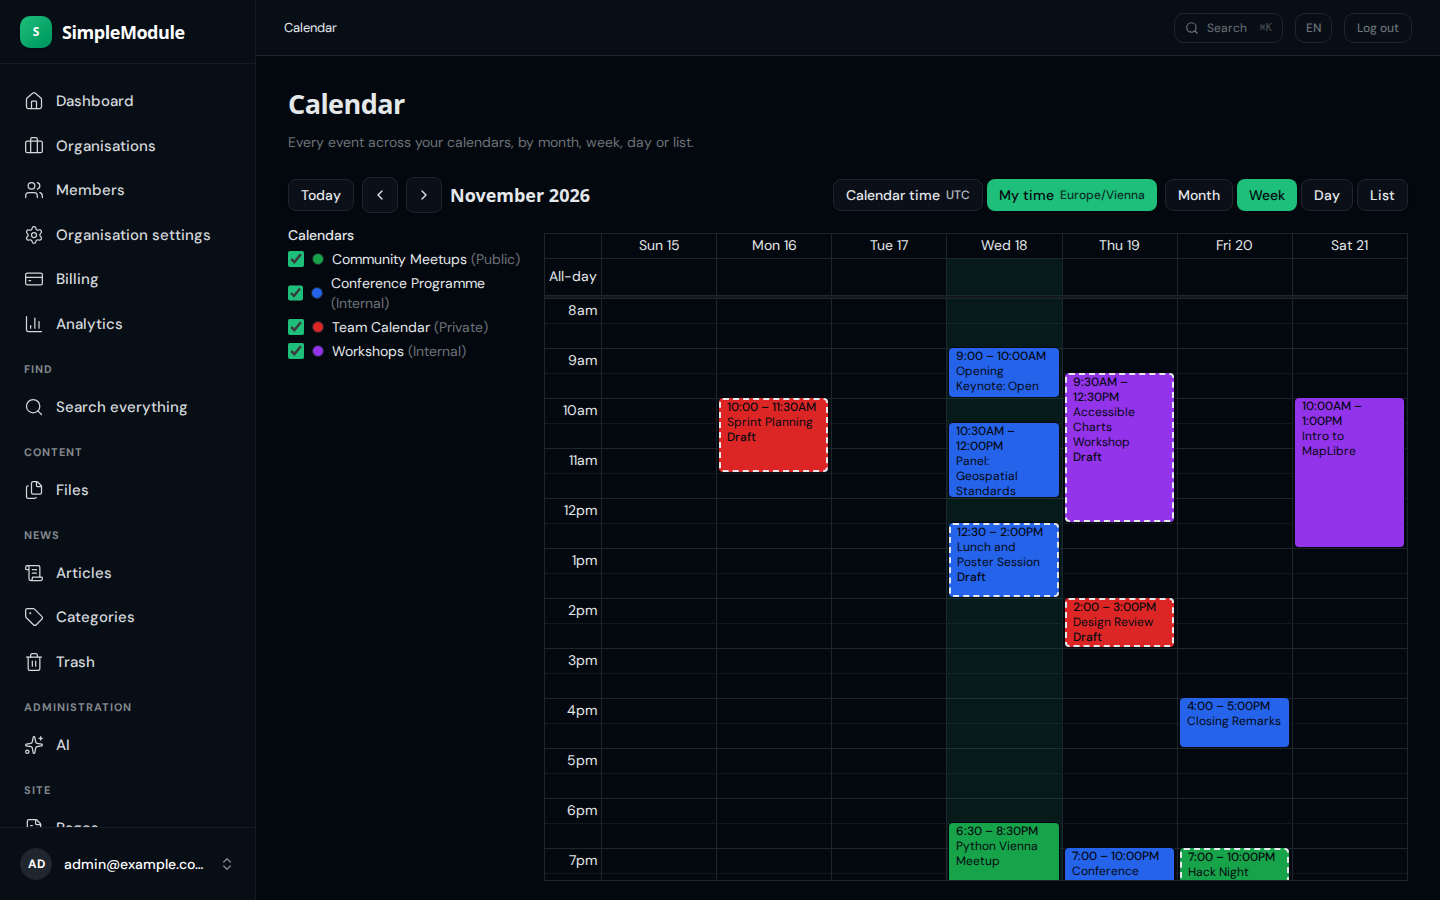 S
SimpleModule
Dashboard
Organisations
Members
Organisation settings
Billing
Analytics
FIND
Search everything
CONTENT
Files
NEWS
Articles
Categories
Trash
ADMINISTRATION
AI
SITE
Pages
AD
admin@example.co...
Calendar
Search ⌘K
EN
Log out
Calendar
Every event across your calendars, by month, week, day or list.
Today
November 2026
Calendar time UTC
My time Europe/Vienna
Month
Week
Day
List
Calendars
Community Meetups (Public)
Conference Programme
(Internal)
Team Calendar (Private)
Workshops (Internal)
Sun 15
Mon 16
Tue 17
Wed 18
Thu 19
Fri 20
Sat 21
All-day
8am
9am
10am
11am
12pm
1pm
2pm
3pm
4pm
5pm
6pm
7pm
10:00 – 11:30AM
Sprint Planning
Draft
9:00 – 10:00AM
Opening
Keynote: Open
10:30AM –
12:00PM
Panel:
Geospatial
Standards
12:30 – 2:00PM
Lunch and
Poster Session
Draft
6:30 – 8:30PM
Python Vienna
Meetup
9:30AM –
12:30PM
Accessible
Charts
Workshop
Draft
2:00 – 3:00PM
Design Review
Draft
7:00 – 10:00PM
Conference
4:00 – 5:00PM
Closing Remarks
7:00 – 10:00PM
Hack Night
10:00AM –
1:00PM
Intro to
MapLibre